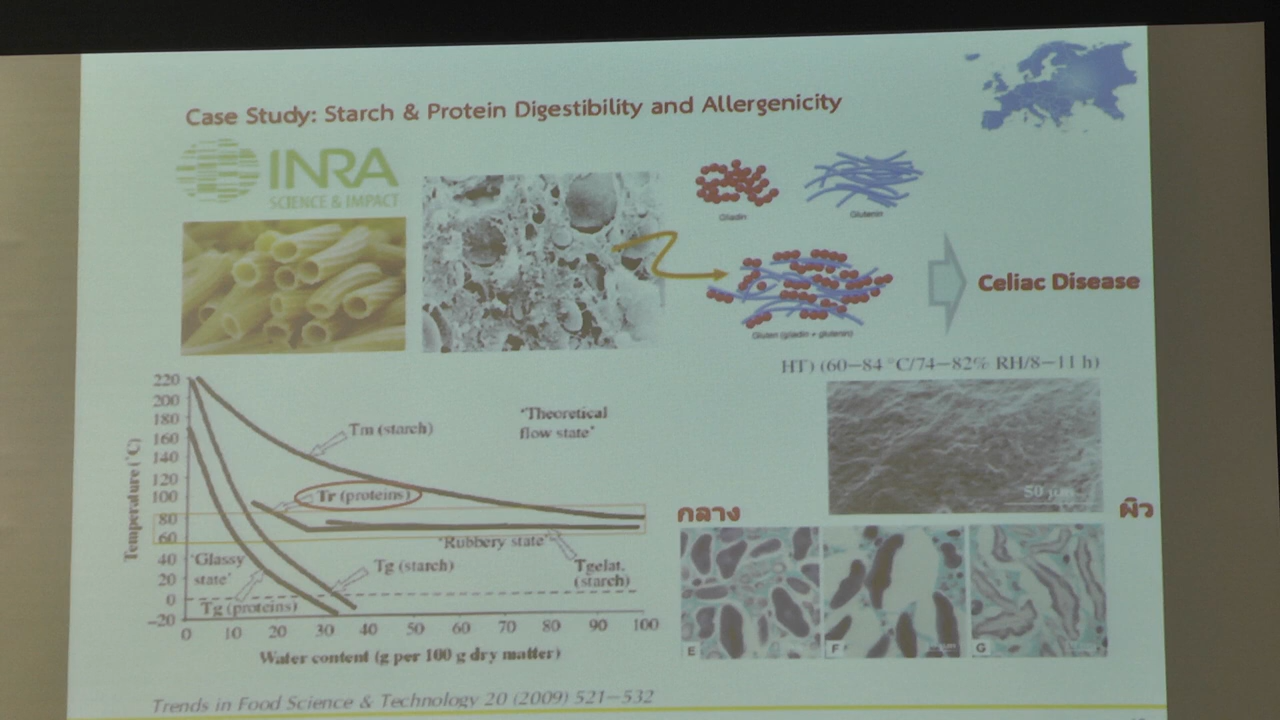 Case Study: Starch & Protein Digestibility and Allergenicity
INRA
SCIENCE & IMPACT
Gliadin
Glutenin
Gluten (gliadin + glutenin)
Celiac Disease
HT) (60–84 °C/74–82% RH/8–11 h)
50 µm
กลาง
ผิว
E
F
G
Temperature (°C)
220
200
180
160
140
120
100
80
60
40
20
0
–20
Tm (starch)
'Theoretical
flow state'
Tr (proteins)
'Rubbery state'
'Glassy
state'
Tg (starch)
Tgelat.
(starch)
Tg (proteins)
0 10 20 30 40 50 60 70 80 90 100
Water content (g per 100 g dry matter)
Trends in Food Science & Technology 20 (2009) 521–532